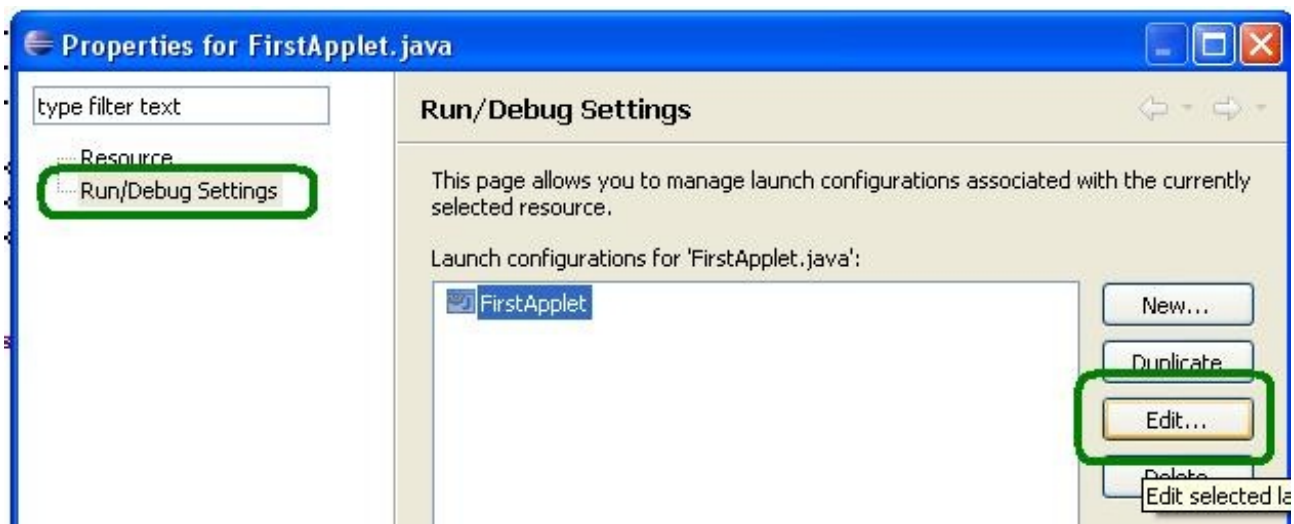 Properties for FirstApplet.java
type filter text
Resource
Run/Debug Settings
Run/Debug Settings
This page allows you to manage launch configurations associated with the currently
selected resource.
Launch configurations for 'FirstApplet.java':
FirstApplet
New...
Duplicate
Edit...
Delete
Edit selected la